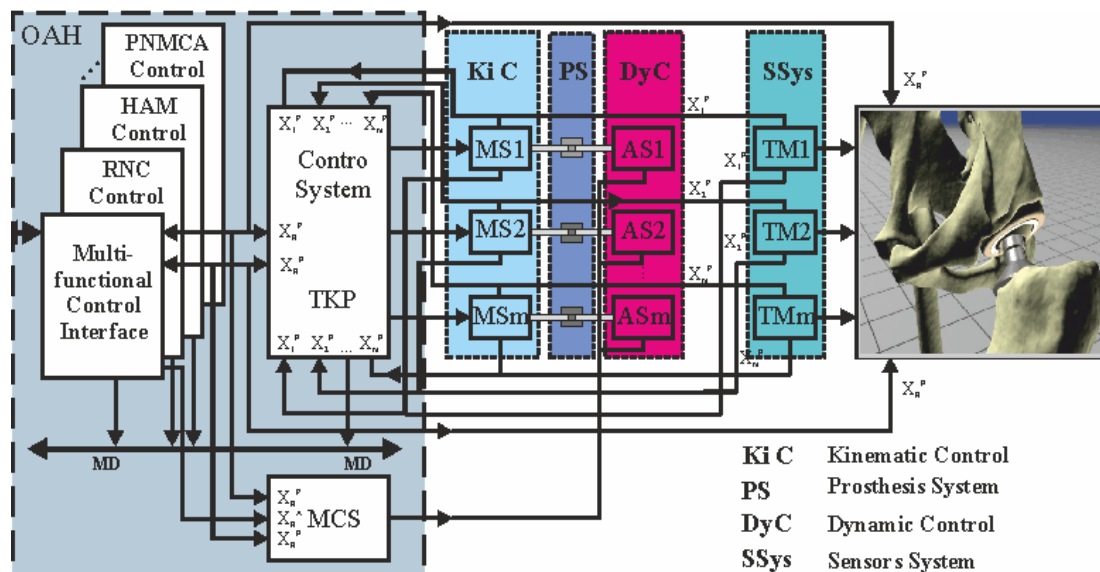 OAH
PNMCA
Control
HAM
Control
RNC
Control
Multi-
functional
Control
Interface
Contro
System
TKP
MD
MD
MCS
Ki C
PS
DyC
SSys
MS1
AS1
TM1
MS2
AS2
TM2
MSm
ASm
TMm
Ki C Kinematic Control
PS Prosthesis System
DyC Dynamic Control
SSys Sensors System